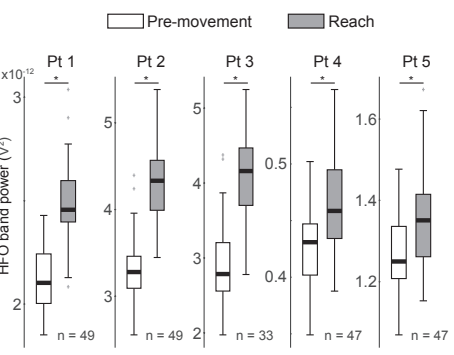 Pre-movement Reach
Pt 1 Pt 2 Pt 3 Pt 4 Pt 5
x10-12
* * * * *
HFO band power (V²)
3
2
5
4
3
5
4
3
2
0.5
0.4
1.6
1.4
1.2
n = 49 n = 49 n = 33 n = 47 n = 47